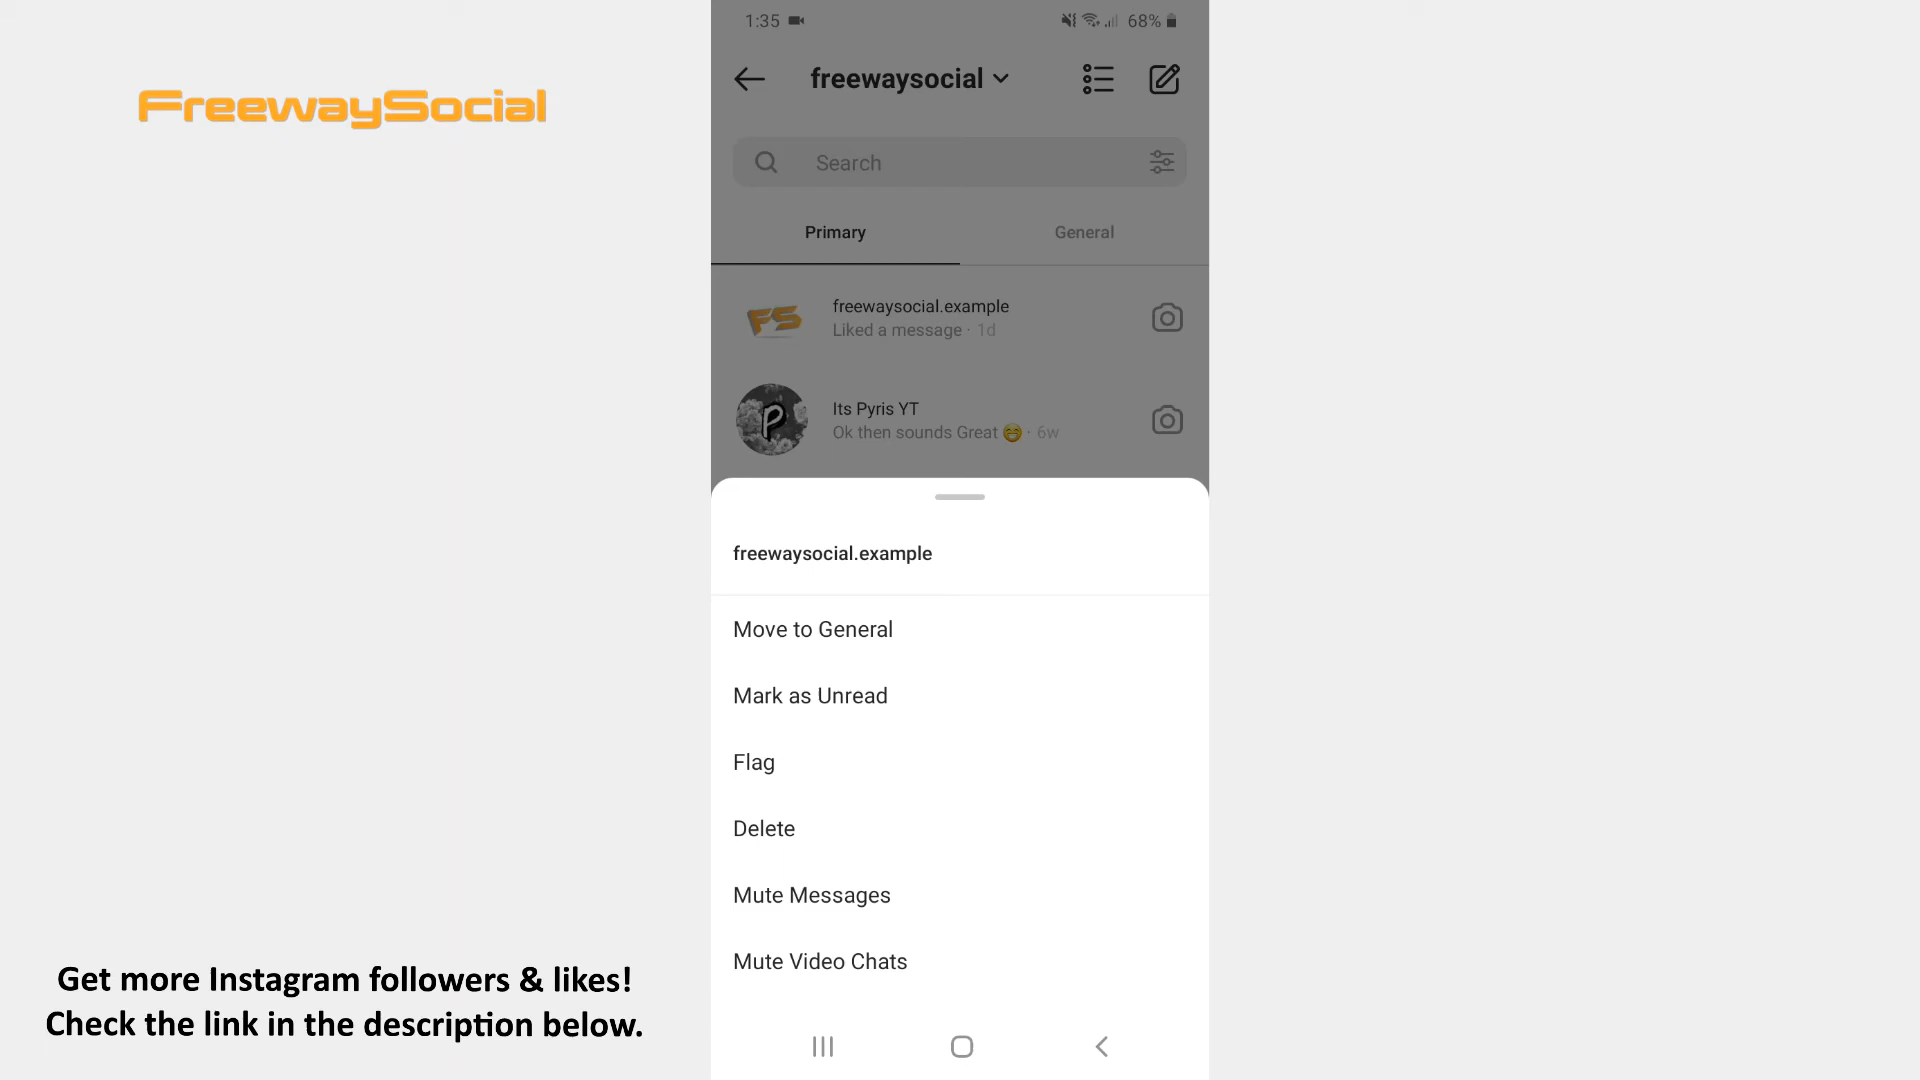 FreewaySocial
1:35
68%
freewaysocial
Search
Primary
General
FS
freewaysocial.example
Liked a message · 1d
P
Its Pyris YT
Ok then sounds Great 😁 · 6w
freewaysocial.example
Move to General
Mark as Unread
Flag
Delete
Mute Messages
Mute Video Chats
Get more Instagram followers & likes!
Check the link in the description below.